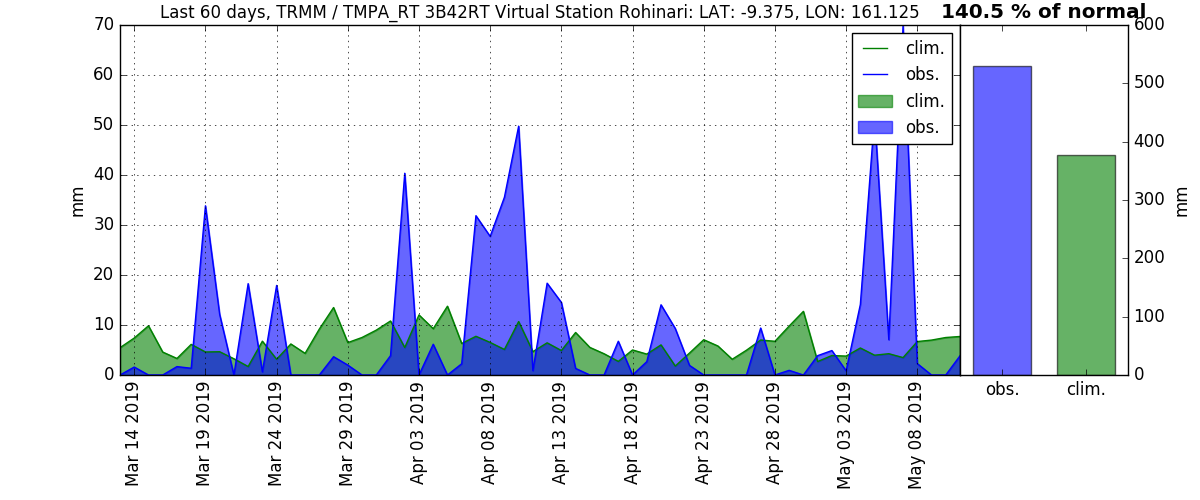 Last 60 days, TRMM / TMPA_RT 3B42RT Virtual Station Rohinari: LAT: -9.375, LON: 161.125
140.5 % of normal
70
60
50
40
30
20
10
0
mm
clim.
obs.
clim.
obs.
600
500
400
300
200
100
0
mm
obs.
clim.
Mar 14 2019
Mar 19 2019
Mar 24 2019
Mar 29 2019
Apr 03 2019
Apr 08 2019
Apr 13 2019
Apr 18 2019
Apr 23 2019
Apr 28 2019
May 03 2019
May 08 2019